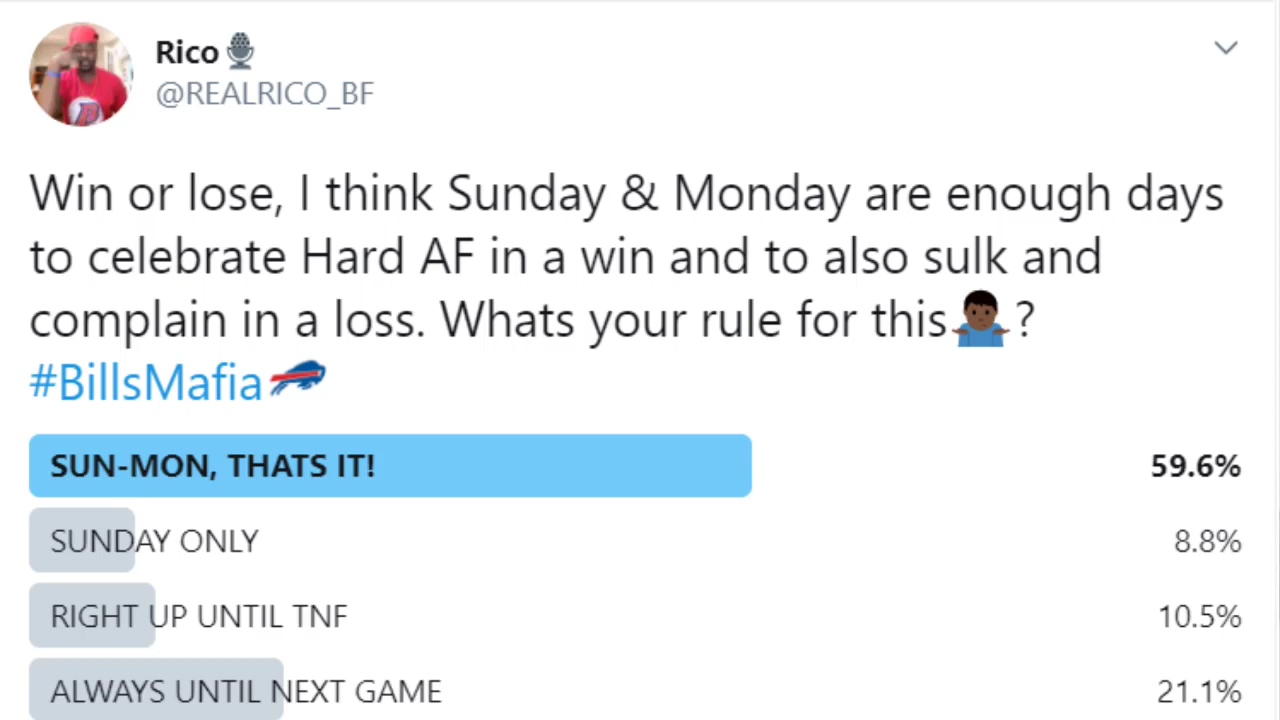 Rico🎙
@REALRICO_BF
Win or lose, I think Sunday & Monday are enough days
to celebrate Hard AF in a win and to also sulk and
complain in a loss. Whats your rule for this🤷🏿‍♂️?
#BillsMafia
SUN-MON, THATS IT! 59.6%
SUNDAY ONLY 8.8%
RIGHT UP UNTIL TNF 10.5%
ALWAYS UNTIL NEXT GAME 21.1%